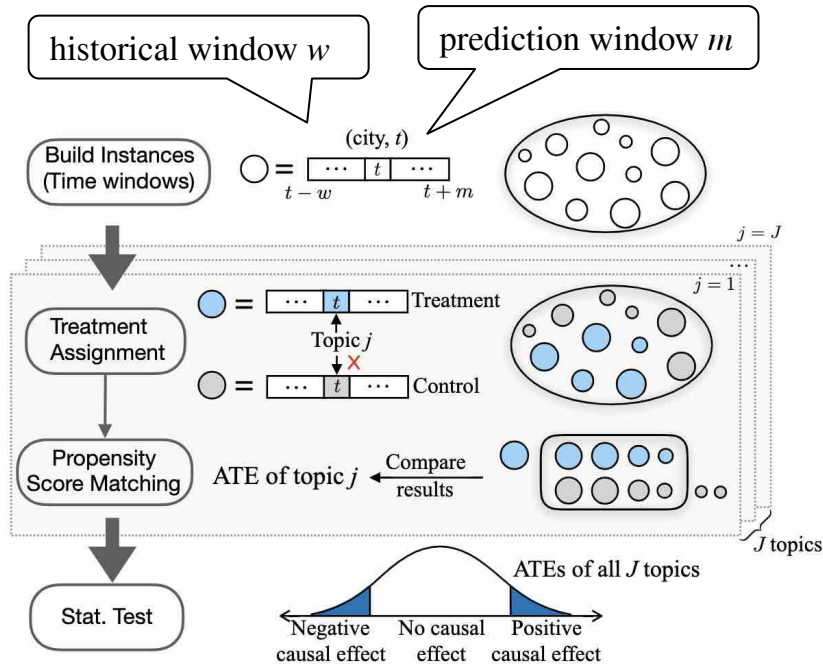 historical window w
prediction window m
Build Instances
(Time windows)
=
(city, t)
⋯ t ⋯
t − w
t + m
j = J
⋯
j = 1
Treatment
Assignment
=
⋯ t ⋯
Treatment
Topic j
X
=
⋯ t ⋯
Control
Propensity
Score Matching
ATE of topic j
Compare
results
J topics
Stat. Test
ATEs of all J topics
Negative
causal effect
No causal
effect
Positive
causal effect